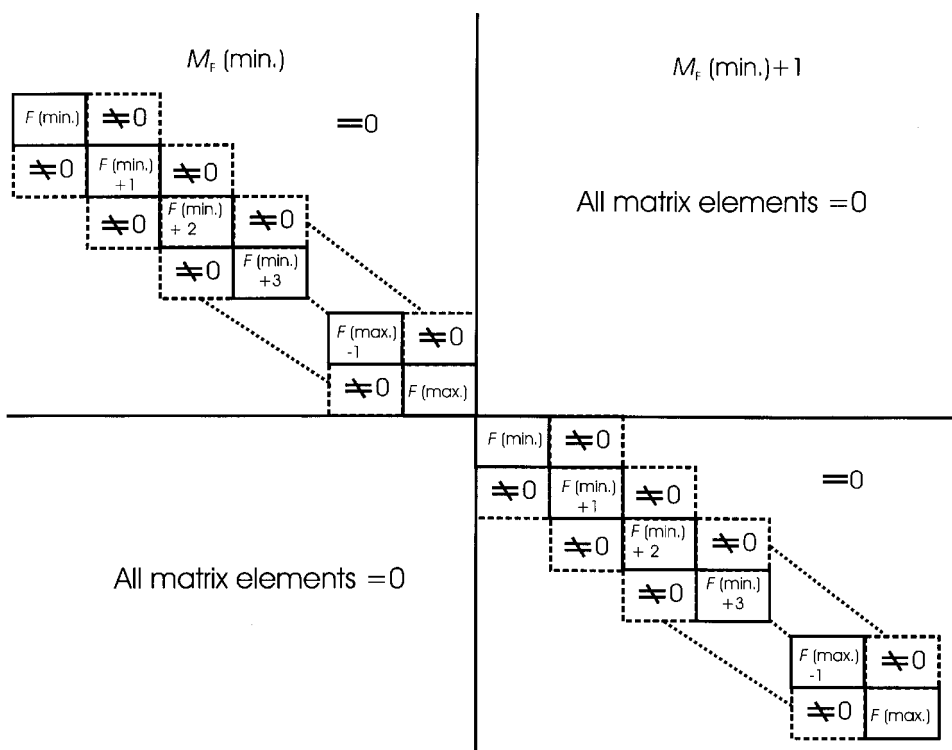 M_F (min.)
M_F (min.)+1
F (min.) ≠0
=0
≠0 F (min.) ≠0
+1
All matrix elements =0
≠0 F (min.) ≠0
+ 2
≠0 F (min.)
+3
F (max.) ≠0
-1
≠0 F (max.)
F (min.) ≠0
=0
≠0 F (min.) ≠0
+1
≠0 F (min.) ≠0
+ 2
All matrix elements =0
≠0 F (min.)
+3
F (max.) ≠0
-1
≠0 F (max.)